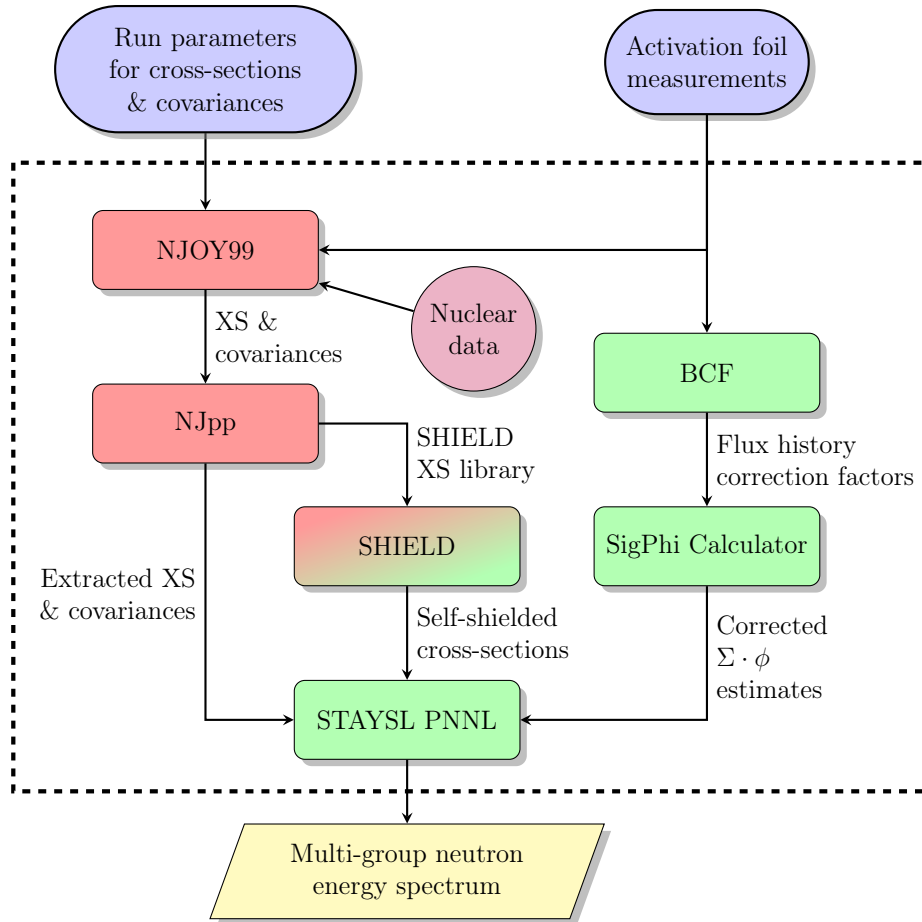 Run parameters
for cross-sections
& covariances
Activation foil
measurements
NJOY99
Nuclear
data
XS &
covariances
BCF
NJpp
SHIELD
XS library
Flux history
correction factors
SHIELD
SigPhi Calculator
Extracted XS
& covariances
Self-shielded
cross-sections
Corrected
Σ · ϕ
estimates
STAYSL PNNL
Multi-group neutron
energy spectrum